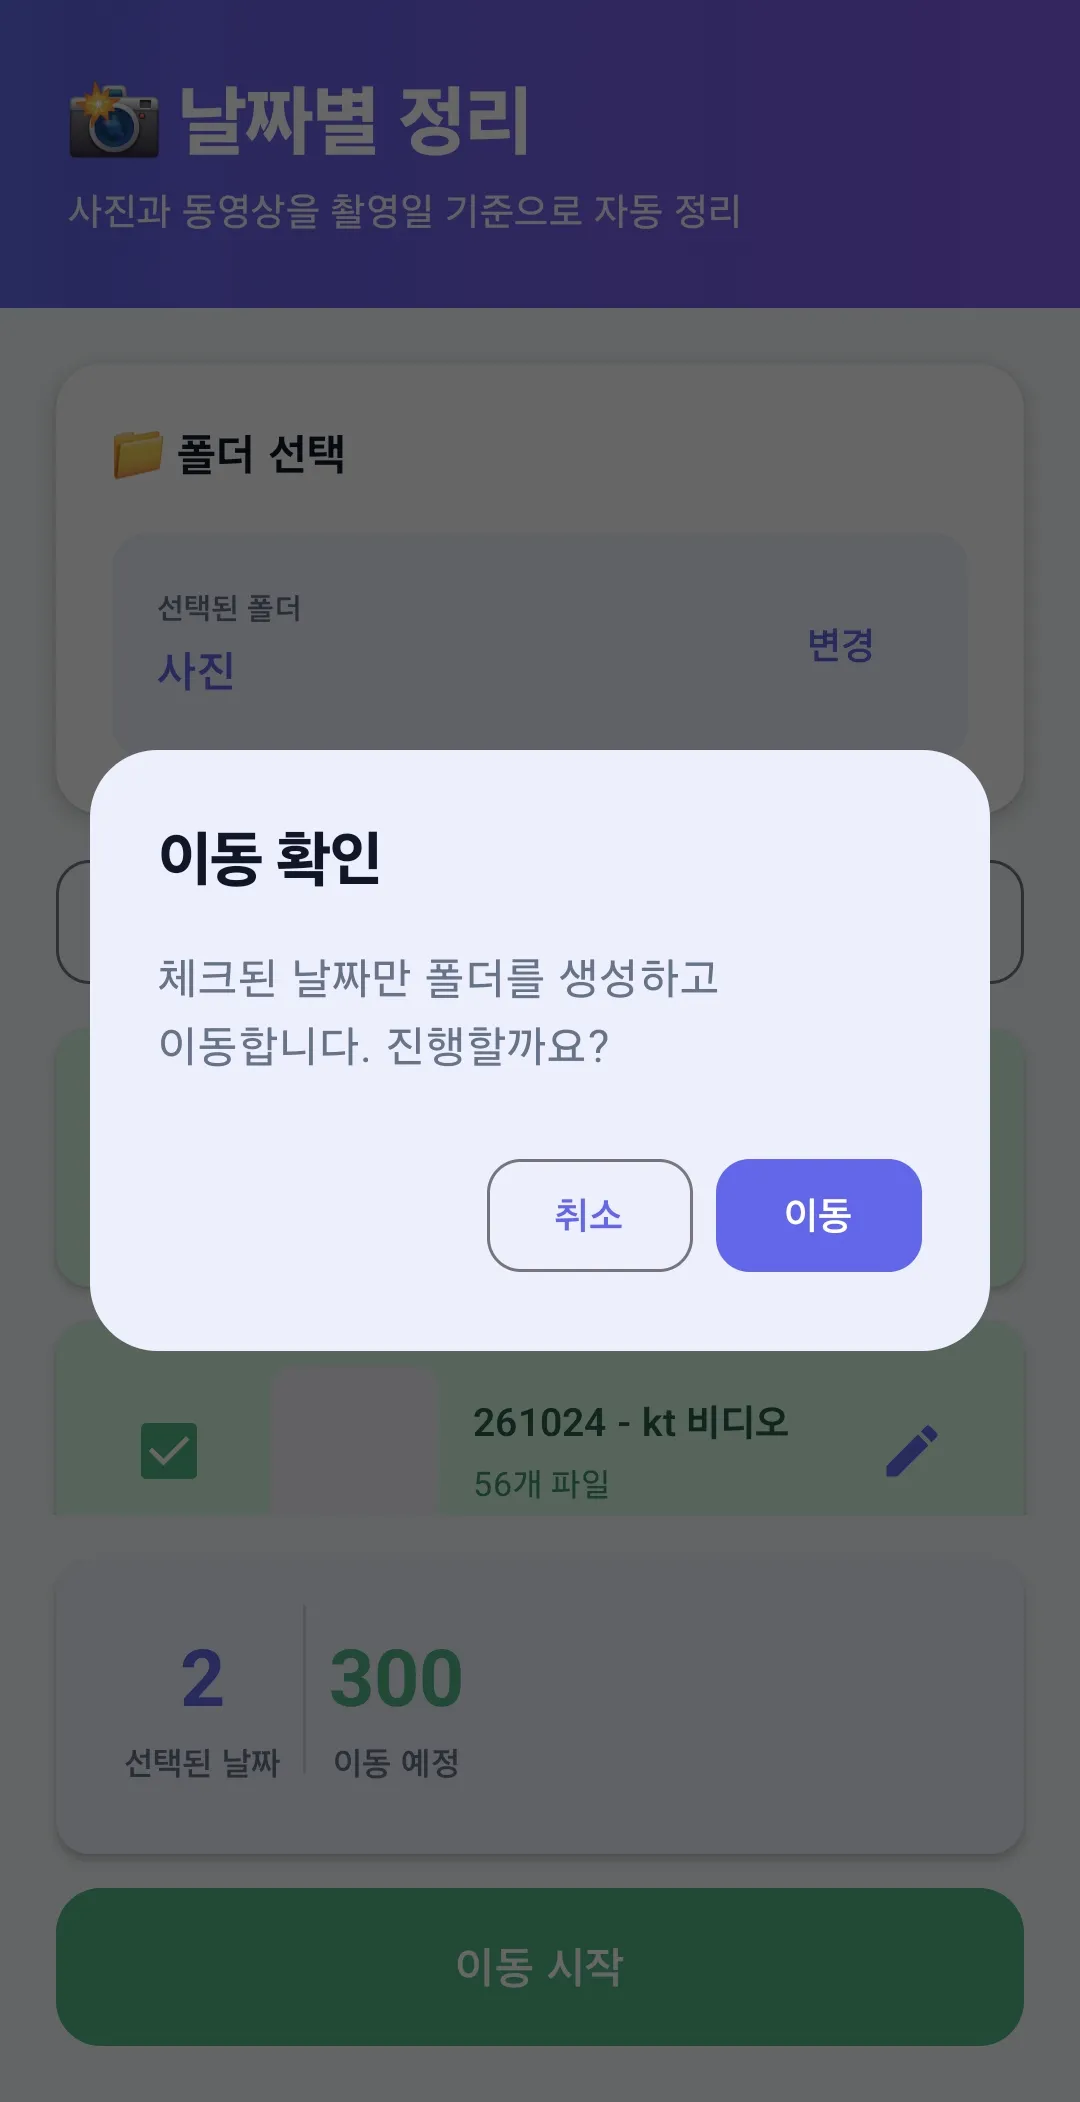 날짜별 정리
사진과 동영상을 촬영일 기준으로 자동 정리
폴더 선택
선택된 폴더
사진
변경
이동 확인
체크된 날짜만 폴더를 생성하고
이동합니다. 진행할까요?
취소
이동
261024 - kt 비디오
56개 파일
2
300
선택된 날짜
이동 예정
이동 시작